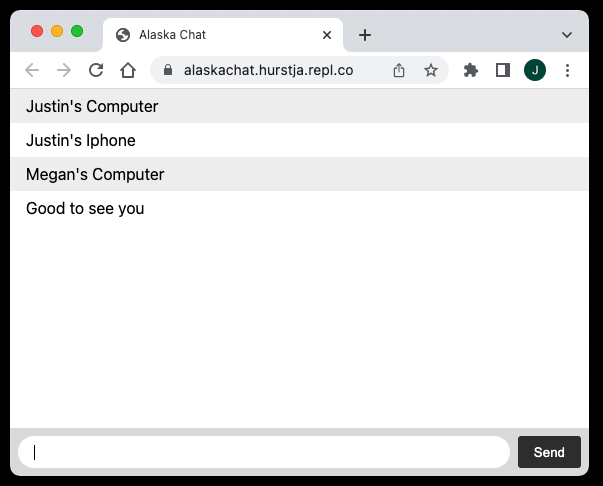 Alaska Chat
alaskachat.hurstja.repl.co
J
Justin's Computer
Justin's Iphone
Megan's Computer
Good to see you
Send